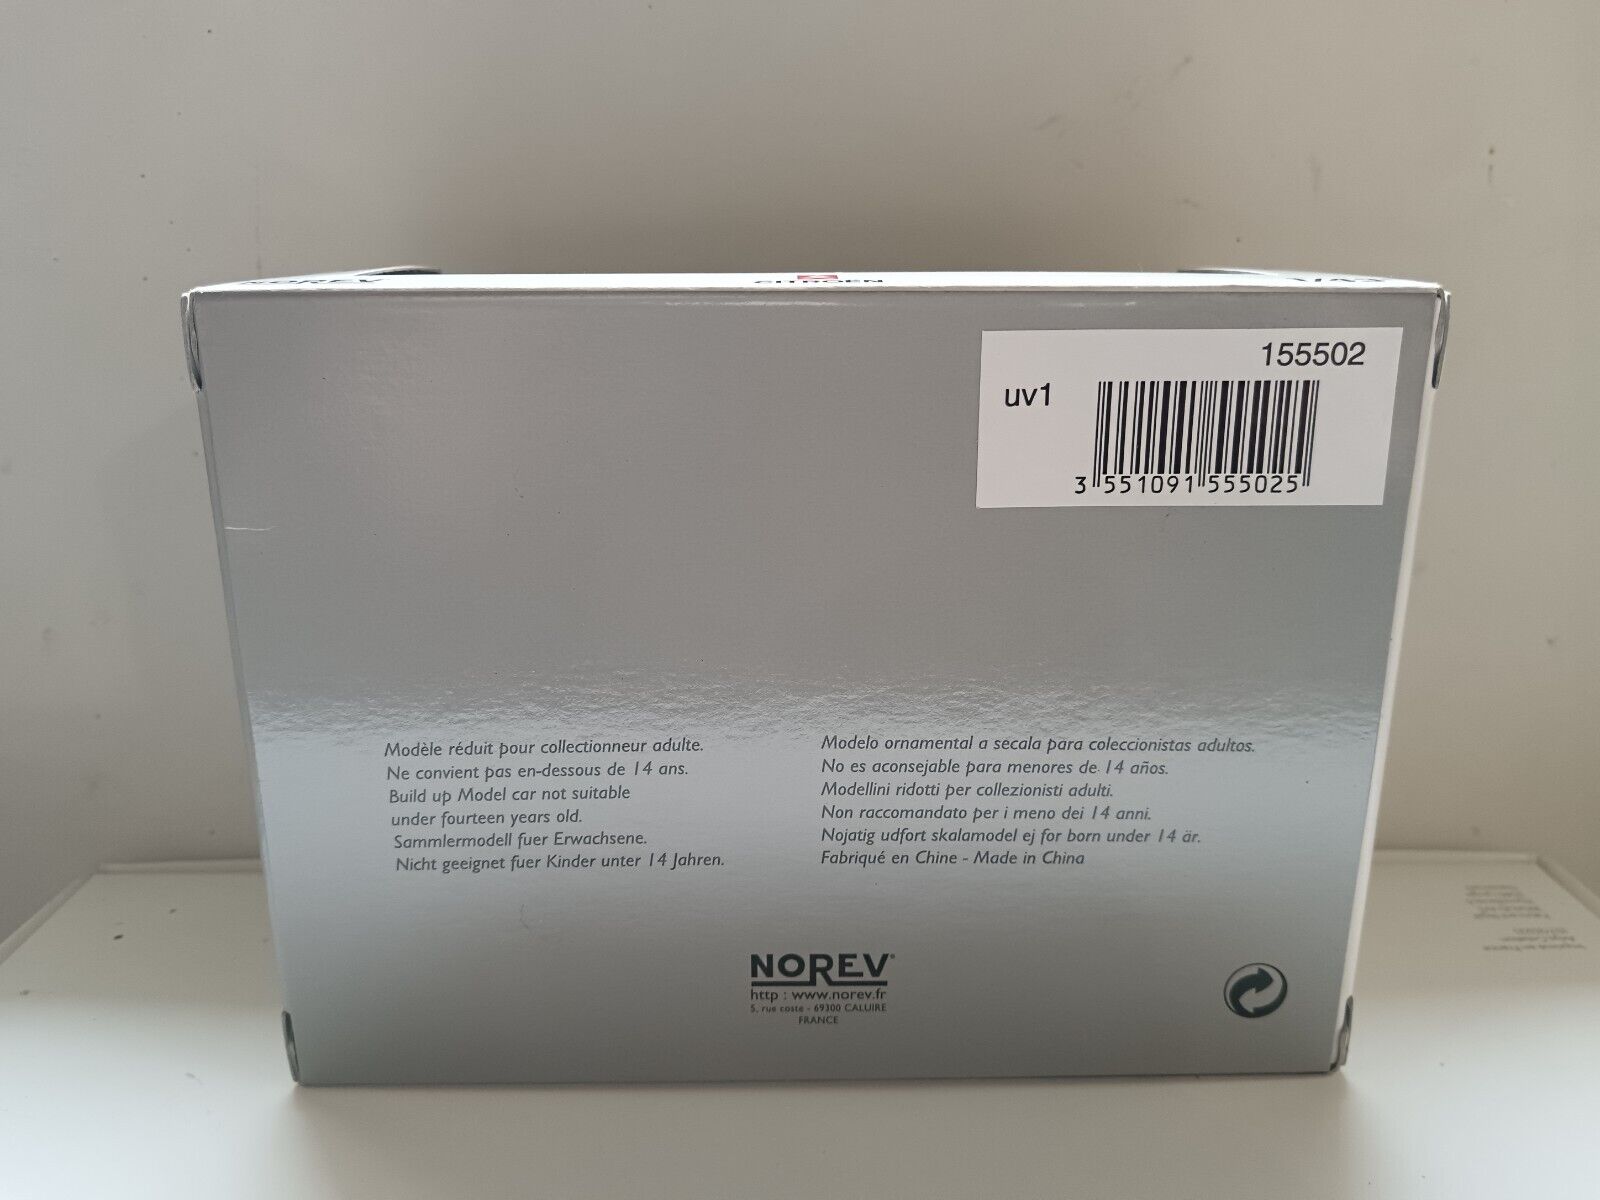 NOREV
CITROËN
155502
uv1
3 551091 555025
Modèle réduit pour collectionneur adulte.
Ne convient pas en-dessous de 14 ans.
Build up Model car not suitable
under fourteen years old.
Sammlermodell fuer Erwachsene.
Nicht geeignet fuer Kinder unter 14 Jahren.
Modelo ornamental a secala para coleccionistas adultos.
No es aconsejable para menores de 14 años.
Modellini ridotti per collezionisti adulti.
Non raccomandato per i meno dei 14 anni.
Nojatig udfort skalamodel ej for born under 14 är.
Fabriqué en Chine - Made in China
NOREV
http : www.norev.fr
5, rue coste - 69300 CALUIRE
FRANCE